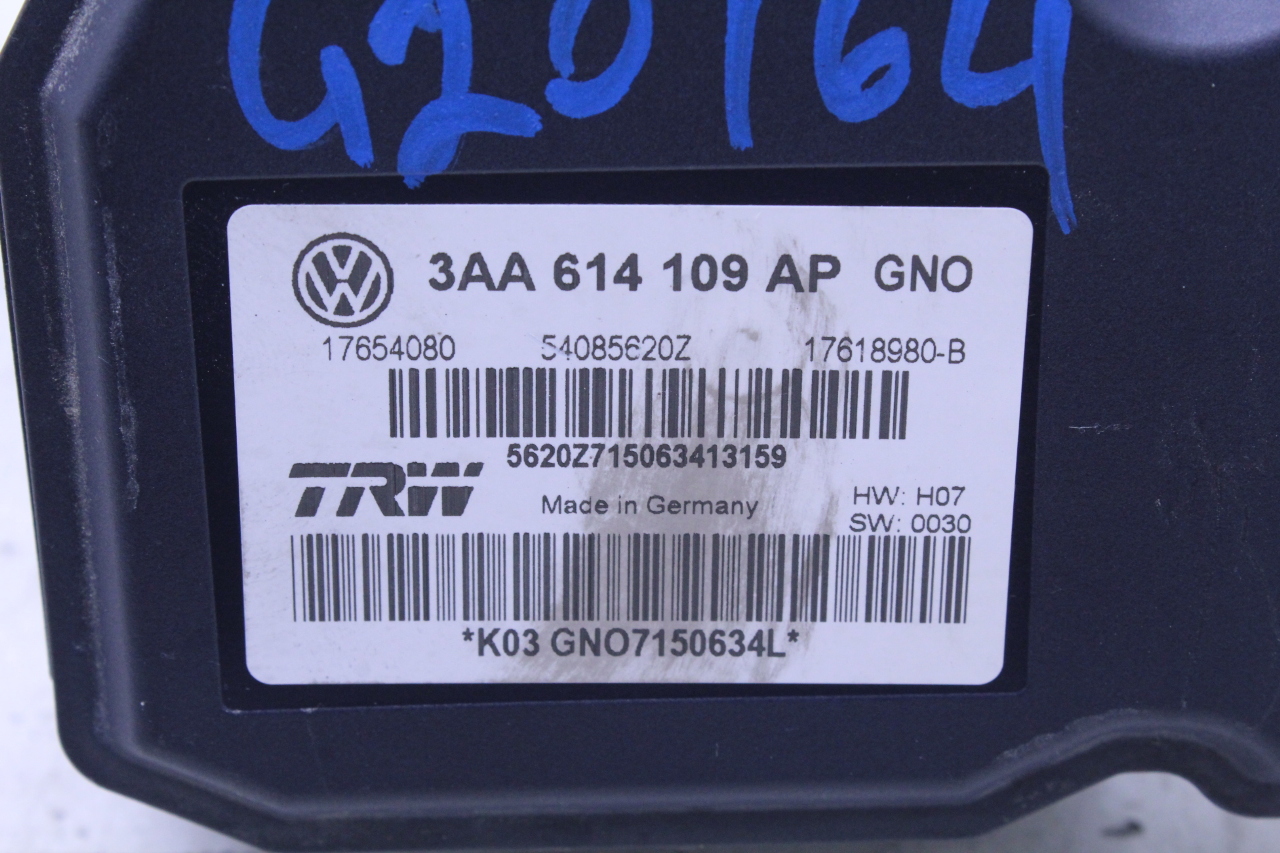 G20164
3AA 614 109 AP GNO
17654080 54085620Z 17618980-B
5620Z715063413159
TRW
Made in Germany
HW: H07
SW: 0030
*K03 GNO7150634L*